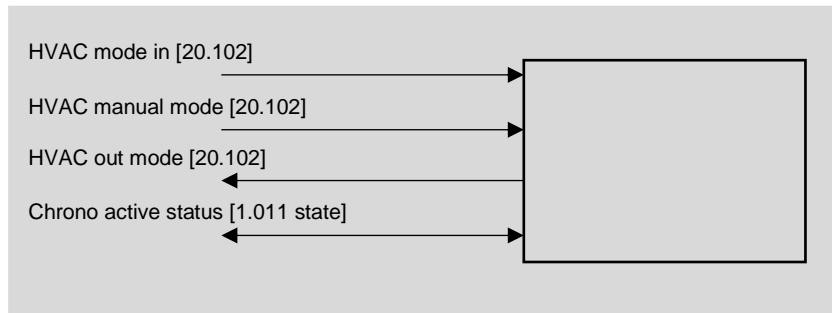 HVAC mode in [20.102]
HVAC manual mode [20.102]
HVAC out mode [20.102]
Chrono active status [1.011 state]